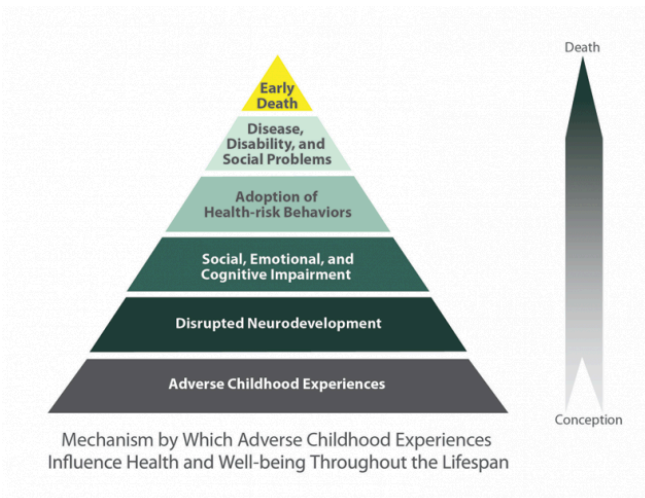 Death
Early
Death
Disease,
Disability, and
Social Problems
Adoption of
Health-risk Behaviors
Social, Emotional, and
Cognitive Impairment
Disrupted Neurodevelopment
Adverse Childhood Experiences
Conception
Mechanism by Which Adverse Childhood Experiences
Influence Health and Well-being Throughout the Lifespan